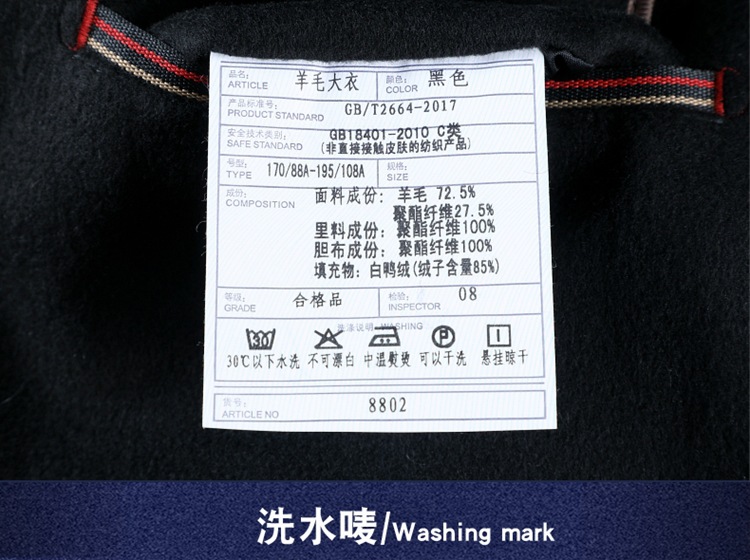 品名: 羊毛大衣 颜色: 黑色
ARTICLE COLOR
产品标准号: GB/T2664-2017
PRODUCT STANDARD
安全技术类别: GB18401-2010 C类
SAFE STANDARD (非直接接触皮肤的纺织产品)
号型: 170/88A-195/108A 规格:
TYPE SIZE
成份: 面料成份: 羊毛 72.5%
COMPOSITION 聚酯纤维27.5%
里料成份: 聚酯纤维100%
胆布成份: 聚酯纤维100%
填充物: 白鸭绒(绒子含量85%)
等级: 合格品 检验: 08
GRADE INSPECTOR
洗涤说明 WASHING
30 P
30℃以下水洗 不可漂白 中温熨烫 可以干洗 悬挂晾干
货号: 8802
ARTICLE NO
洗水唛/Washing mark